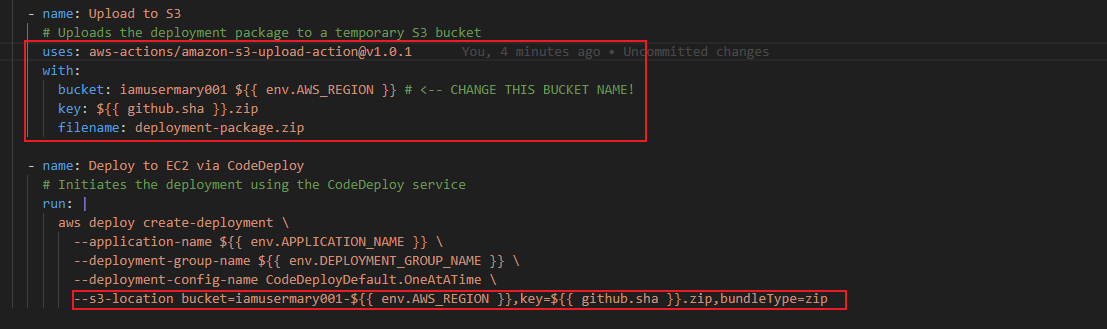 - name: Upload to S3
# Uploads the deployment package to a temporary S3 bucket
uses: aws-actions/amazon-s3-upload-action@v1.0.1 You, 4 minutes ago • Uncommitted changes
with:
bucket: iamusermary001 ${{ env.AWS_REGION }} # <-- CHANGE THIS BUCKET NAME!
key: ${{ github.sha }}.zip
filename: deployment-package.zip
- name: Deploy to EC2 via CodeDeploy
# Initiates the deployment using the CodeDeploy service
run: |
aws deploy create-deployment \
--application-name ${{ env.APPLICATION_NAME }} \
--deployment-group-name ${{ env.DEPLOYMENT_GROUP_NAME }} \
--deployment-config-name CodeDeployDefault.OneAtATime \
--s3-location bucket=iamusermary001-${{ env.AWS_REGION }},key=${{ github.sha }}.zip,bundleType=zip